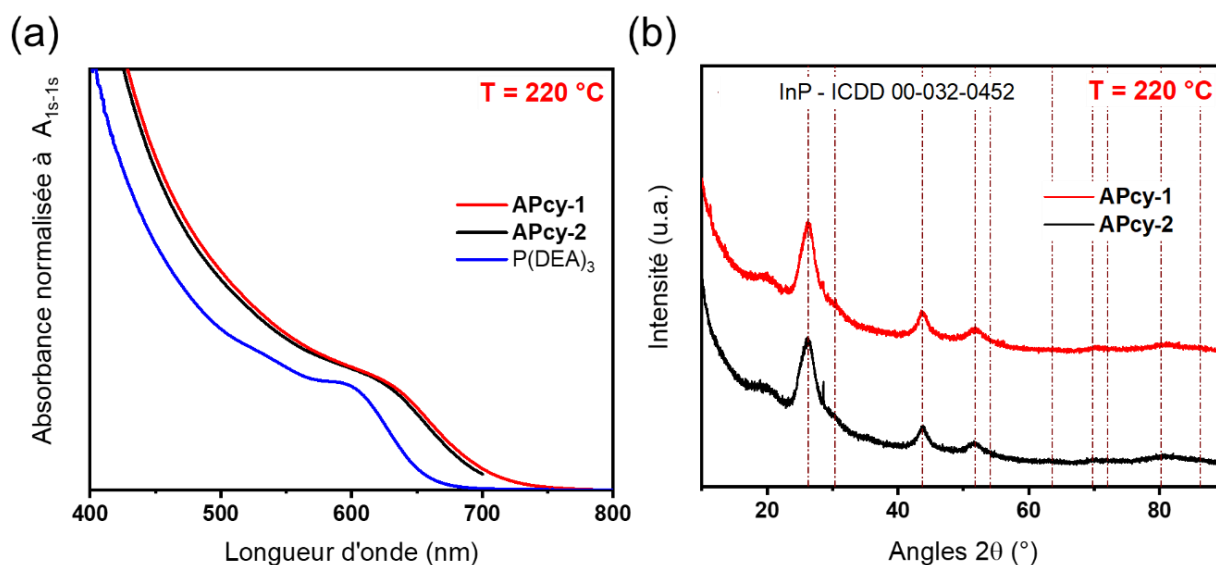 (a)
T = 220 °C
APcy-1
APcy-2
P(DEA)₃
Absorbance normalisée à A₁ₛ₋₁ₛ
400 500 600 700 800
Longueur d'onde (nm)
(b)
InP - ICDD 00-032-0452
T = 220 °C
APcy-1
APcy-2
Intensité (u.a.)
20 40 60 80
Angles 2θ (°)